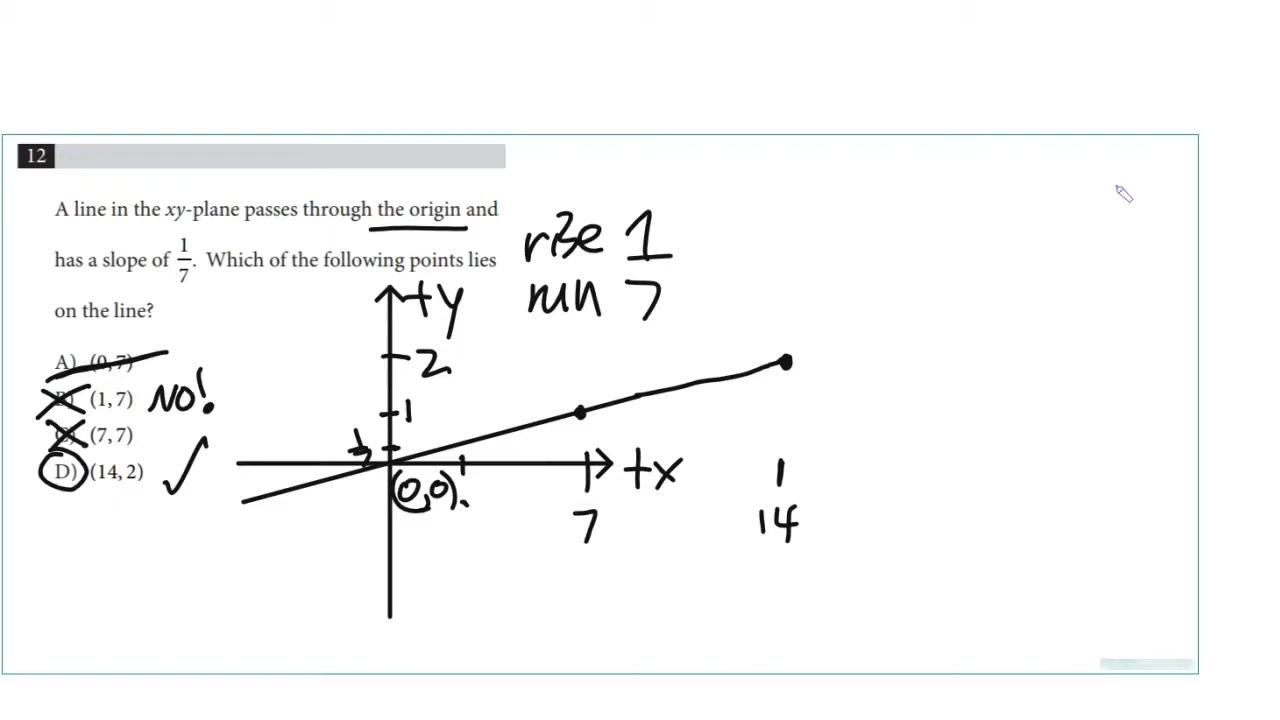 12
A line in the xy-plane passes through the origin and
has a slope of 1/7. Which of the following points lies
on the line?
A) (0, 7)
B) (1, 7) NO!
C) (7, 7)
D) (14, 2)
rise 1
run 7
+y
2
1
(0,0)
+x
7
14